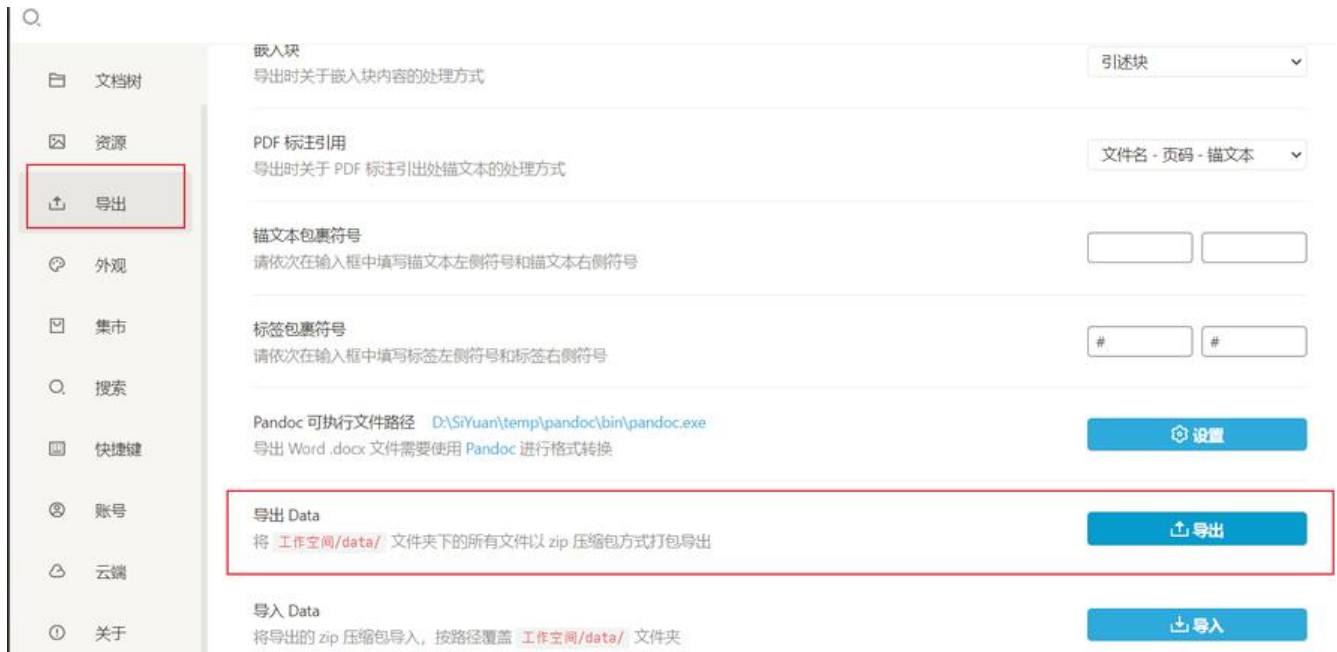 文档树
资源
导出
外观
集市
搜索
快捷键
账号
云端
关于
嵌入块
导出时关于嵌入块内容的处理方式
引述块
PDF 标注引用
导出时关于 PDF 标注引出处锚文本的处理方式
文件名 - 页码 - 锚文本
锚文本包裹符号
请依次在输入框中填写锚文本左侧符号和锚文本右侧符号
标签包裹符号
请依次在输入框中填写标签左侧符号和标签右侧符号
# #
Pandoc 可执行文件路径 D:\SiYuan\temp\pandoc\bin\pandoc.exe
导出 Word .docx 文件需要使用 Pandoc 进行格式转换
设置
导出 Data
将 工作空间/data/ 文件夹下的所有文件以 zip 压缩包方式打包导出
导出
导入 Data
将导出的 zip 压缩包导入，按路径覆盖 工作空间/data/ 文件夹
导入